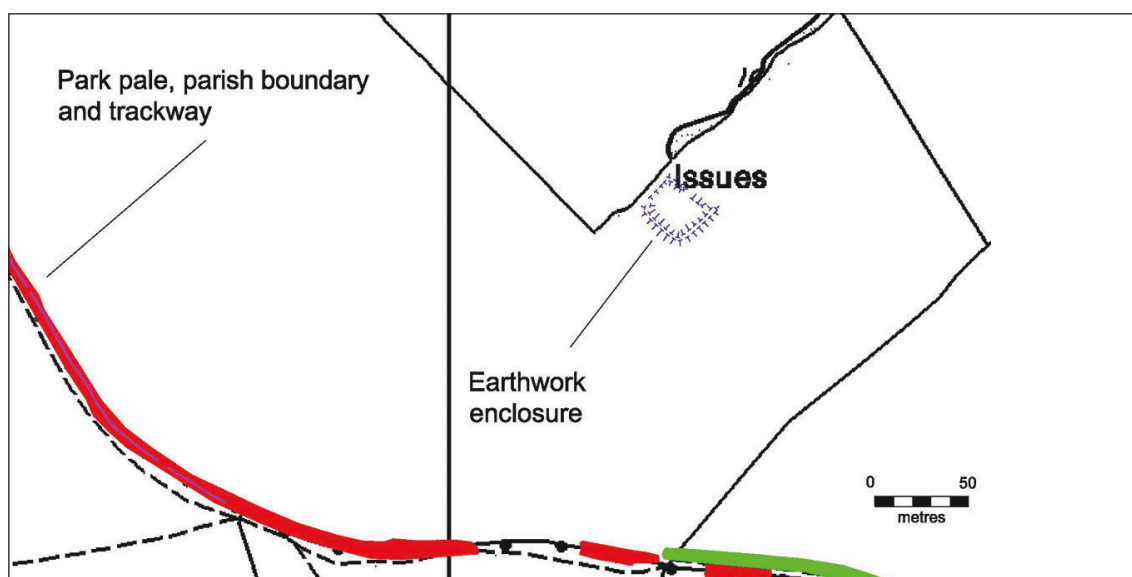 Park pale, parish boundary
and trackway
Issues
Earthwork
enclosure
0 50
metres